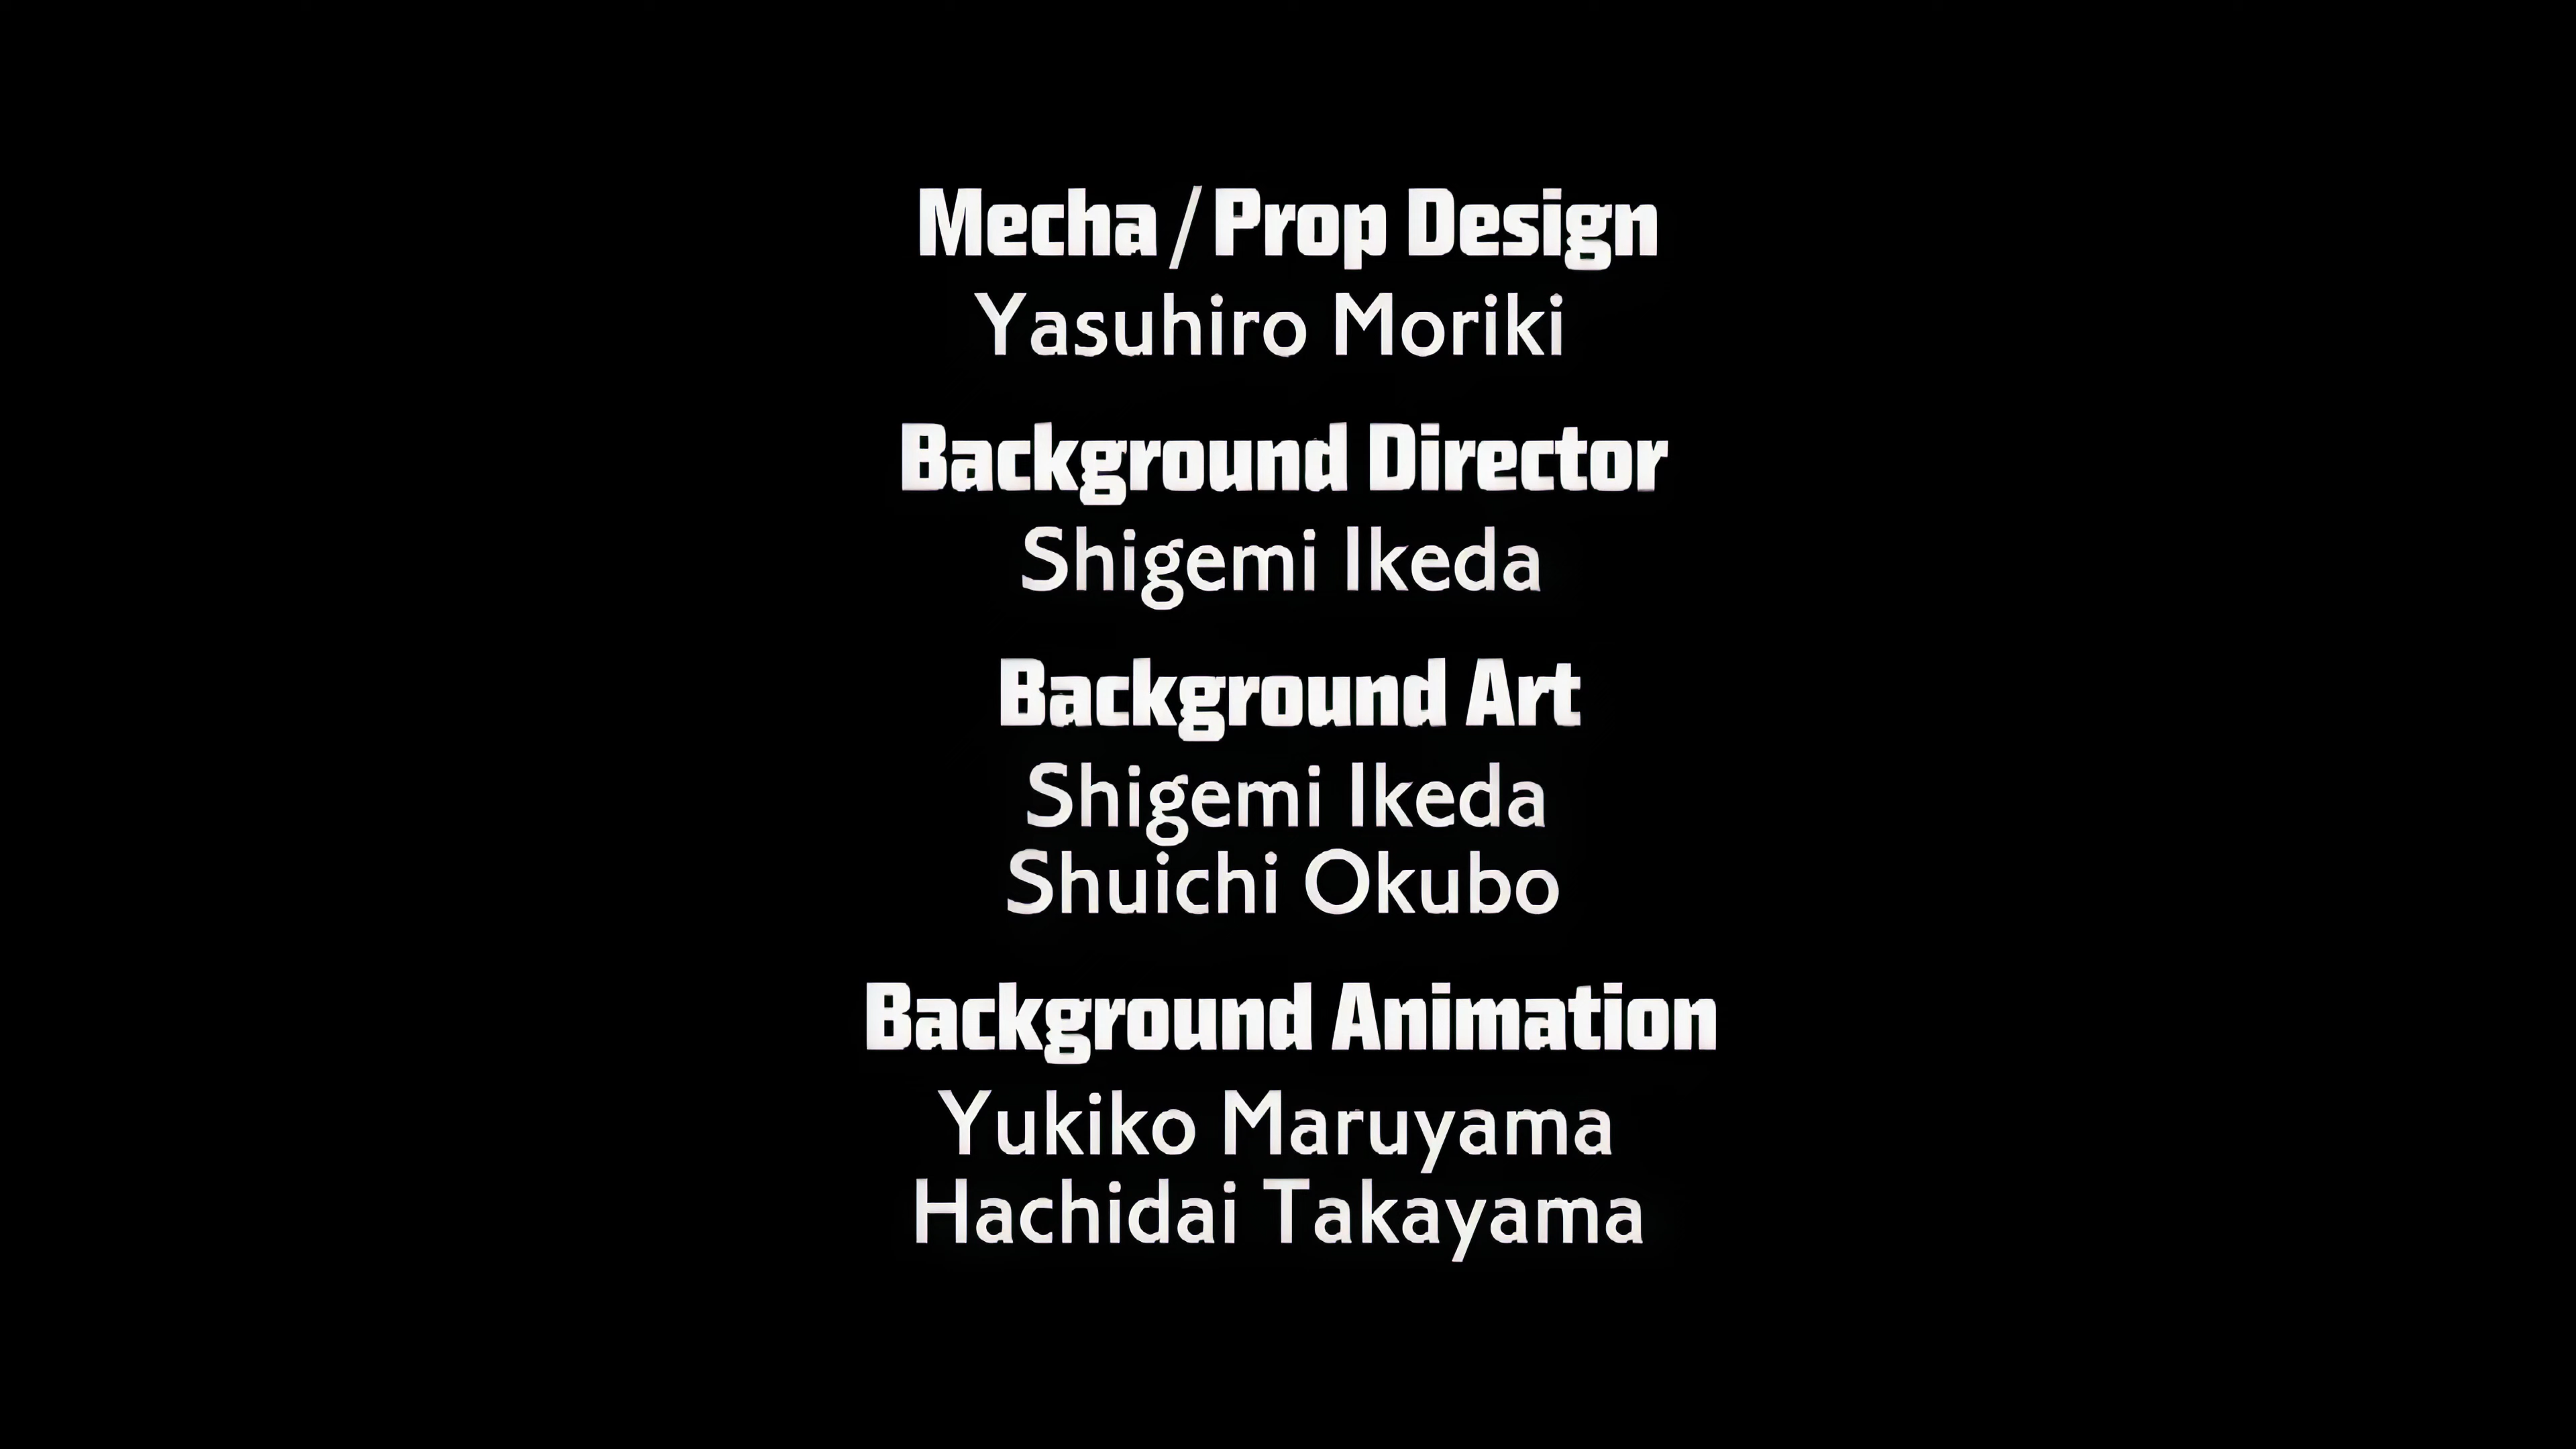 Mecha / Prop Design
Yasuhiro Moriki
Background Director
Shigemi Ikeda
Background Art
Shigemi Ikeda
Shuichi Okubo
Background Animation
Yukiko Maruyama
Hachidai Takayama